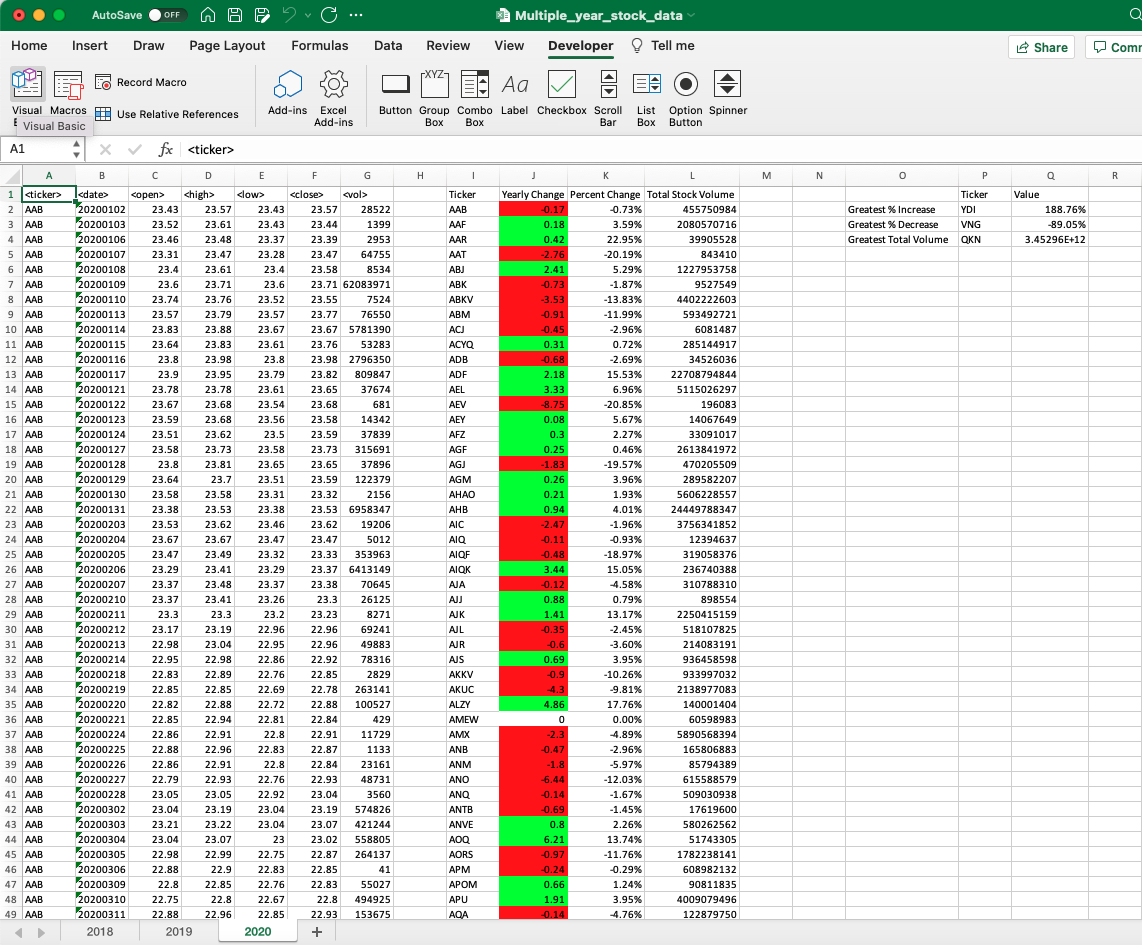 AutoSave OFF Multiple_year_stock_data
Home Insert Draw Page Layout Formulas Data Review View Developer Tell me Share Comm
Visual Macros Record Macro Use Relative References Add-ins Excel Add-ins Button Group Box Combo Box Label Checkbox Scroll Bar List Box Option Button Spinner
Visual Basic
A1 fx <ticker>
A B C D E F G H I J K L M N O P Q R
1 <ticker> <date> <open> <high> <low> <close> <vol> Ticker Yearly Change Percent Change Total Stock Volume Ticker Value
2 AAB 20200102 23.43 23.57 23.43 23.57 28522 AAB -0.17 -0.73% 455750984 Greatest % Increase YDI 188.76%
3 AAB 20200103 23.52 23.61 23.43 23.44 1399 AAF 0.18 3.59% 2080570716 Greatest % Decrease VNG -89.05%
4 AAB 20200106 23.46 23.48 23.37 23.39 2953 AAR 0.42 22.95% 39905528 Greatest Total Volume QKN 3.45296E+12
5 AAB 20200107 23.31 23.47 23.28 23.47 64755 AAT -2.76 -20.19% 843410
6 AAB 20200108 23.4 23.61 23.4 23.58 8534 ABJ 2.41 5.29% 1227953758
7 AAB 20200109 23.6 23.71 23.6 23.71 62083971 ABK -0.73 -1.87% 9527549
8 AAB 20200110 23.74 23.76 23.52 23.55 7524 ABKV -3.53 -13.83% 4402222603
9 AAB 20200113 23.57 23.79 23.57 23.77 76550 ABM -0.91 -11.99% 593492721
10 AAB 20200114 23.83 23.88 23.67 23.67 5781390 ACJ -0.45 -2.96% 6081487
11 AAB 20200115 23.64 23.83 23.61 23.76 53283 ACYQ 0.31 0.72% 285144917
12 AAB 20200116 23.8 23.98 23.8 23.98 2796350 ADB -0.68 -2.69% 34526036
13 AAB 20200117 23.9 23.95 23.79 23.82 809847 ADF 2.18 15.53% 22708794844
14 AAB 20200121 23.78 23.78 23.61 23.65 37674 AEL 3.33 6.96% 5115026297
15 AAB 20200122 23.67 23.68 23.54 23.68 681 AEV -8.75 -20.85% 196083
16 AAB 20200123 23.59 23.68 23.56 23.58 14342 AEY 0.08 5.67% 14067649
17 AAB 20200124 23.51 23.62 23.5 23.59 37839 AFZ 0.3 2.27% 33091017
18 AAB 20200127 23.58 23.73 23.58 23.73 315691 AGF 0.25 0.46% 2613841972
19 AAB 20200128 23.8 23.81 23.65 23.65 37896 AGJ -1.83 -19.57% 470205509
20 AAB 20200129 23.64 23.7 23.51 23.59 122379 AGM 0.26 3.96% 289582207
21 AAB 20200130 23.58 23.58 23.31 23.32 2156 AHAO 0.21 1.93% 5606228557
22 AAB 20200131 23.38 23.53 23.38 23.53 6958347 AHB 0.94 4.01% 24449788347
23 AAB 20200203 23.53 23.62 23.46 23.62 19206 AIC -2.47 -1.96% 3756341852
24 AAB 20200204 23.67 23.67 23.47 23.47 5012 AIQ -0.11 -0.93% 12394637
25 AAB 20200205 23.47 23.49 23.32 23.33 353963 AIQF -0.48 -18.97% 319058376
26 AAB 20200206 23.29 23.41 23.29 23.37 6413149 AIQK 3.44 15.05% 236740388
27 AAB 20200207 23.37 23.48 23.37 23.38 70645 AJA -0.12 -4.58% 310788310
28 AAB 20200210 23.37 23.41 23.26 23.3 26125 AJJ 0.88 0.79% 898554
29 AAB 20200211 23.3 23.3 23.2 23.23 8271 AJK 1.41 13.17% 2250415159
30 AAB 20200212 23.17 23.19 22.96 22.96 69241 AJL -0.35 -2.45% 518107825
31 AAB 20200213 22.98 23.04 22.95 22.96 49883 AJR -0.6 -3.60% 214083191
32 AAB 20200214 22.95 22.98 22.86 22.92 78316 AJS 0.69 3.95% 936458598
33 AAB 20200218 22.83 22.89 22.76 22.85 2829 AKKV -0.9 -10.26% 933997032
34 AAB 20200219 22.85 22.85 22.69 22.78 263141 AKUC -4.3 -9.81% 2138977083
35 AAB 20200220 22.82 22.88 22.72 22.88 100527 ALZY 4.86 17.76% 140001404
36 AAB 20200221 22.85 22.94 22.81 22.84 429 AMEW 0 0.00% 60598983
37 AAB 20200224 22.86 22.91 22.8 22.91 11729 AMX -2.3 -4.89% 5890568394
38 AAB 20200225 22.88 22.96 22.83 22.87 1133 ANB -0.47 -2.96% 165806883
39 AAB 20200226 22.86 22.91 22.8 22.84 23161 ANM -1.8 -5.97% 85794389
40 AAB 20200227 22.79 22.93 22.76 22.93 48731 ANO -6.44 -12.03% 615588579
41 AAB 20200228 23.05 23.05 22.92 23.04 3560 ANQ -0.14 -1.67% 509030938
42 AAB 20200302 23.04 23.19 23.04 23.19 574826 ANTB -0.69 -1.45% 17619600
43 AAB 20200303 23.21 23.22 23.04 23.07 421244 ANVE 0.8 2.26% 580262562
44 AAB 20200304 23.04 23.07 23 23.02 558805 AOQ 6.21 13.74% 51743305
45 AAB 20200305 22.98 22.99 22.75 22.87 264137 AORS -0.97 -11.76% 1782238141
46 AAB 20200306 22.88 22.9 22.83 22.85 41 APM -0.24 -0.29% 608982132
47 AAB 20200309 22.8 22.85 22.76 22.83 55027 APOM 0.66 1.24% 90811835
48 AAB 20200310 22.75 22.8 22.67 22.8 494925 APU 1.91 3.95% 4009079496
49 AAB 20200311 22.88 22.96 22.85 22.93 153675 AQA -0.14 -4.76% 122879750
2018 2019 2020